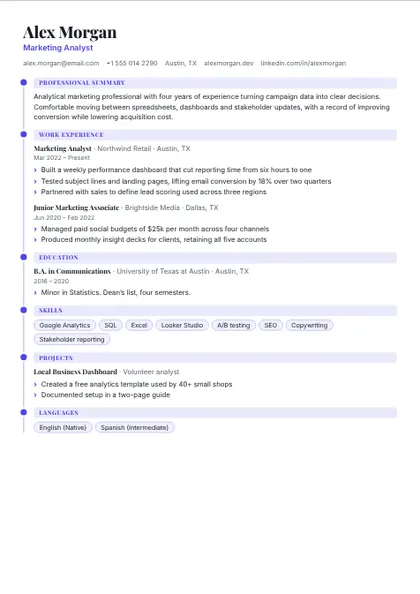 Alex Morgan
Marketing Analyst
alex.morgan@email.com +1 555 014 2290 Austin, TX alexmorgan.dev linkedin.com/in/alexmorgan
PROFESSIONAL SUMMARY
Analytical marketing professional with four years of experience turning campaign data into clear decisions.
Comfortable moving between spreadsheets, dashboards and stakeholder updates, with a record of improving
conversion while lowering acquisition cost.
WORK EXPERIENCE
Marketing Analyst · Northwind Retail · Austin, TX
Mar 2022 – Present
› Built a weekly performance dashboard that cut reporting time from six hours to one
› Tested subject lines and landing pages, lifting email conversion by 18% over two quarters
› Partnered with sales to define lead scoring used across three regions
Junior Marketing Associate · Brightside Media · Dallas, TX
Jun 2020 – Feb 2022
› Managed paid social budgets of $25k per month across four channels
› Produced monthly insight decks for clients, retaining all five accounts
EDUCATION
B.A. in Communications · University of Texas at Austin · Austin, TX
2016 – 2020
› Minor in Statistics. Dean's list, four semesters.
SKILLS
Google Analytics SQL Excel Looker Studio A/B testing SEO Copywriting
Stakeholder reporting
PROJECTS
Local Business Dashboard · Volunteer analyst
› Created a free analytics template used by 40+ small shops
› Documented setup in a two-page guide
LANGUAGES
English (Native) Spanish (Intermediate)